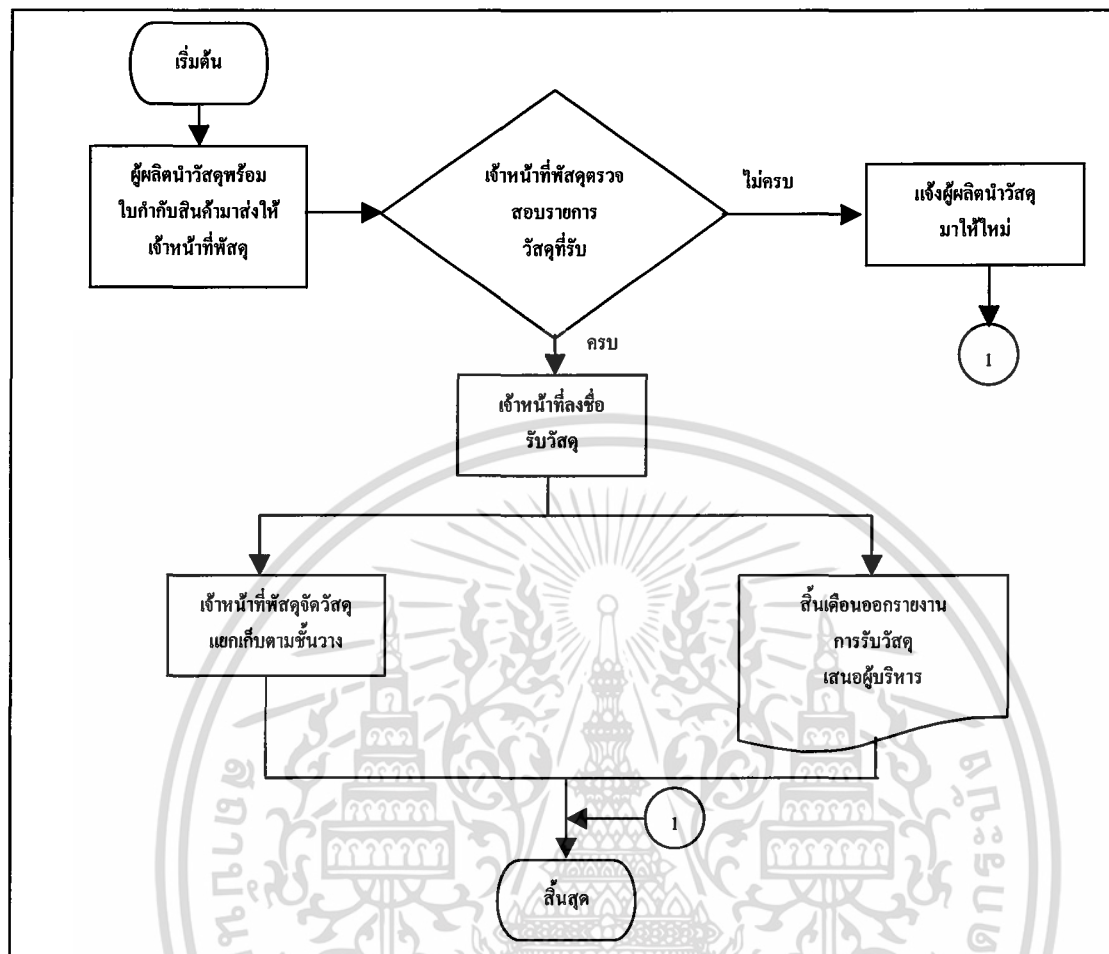 เริ่มต้น
ผู้ผลิตนำวัสดุพร้อม
ใบกำกับสินค้ามาส่งให้
เจ้าหน้าที่พัสดุ
เจ้าหน้าที่พัสดุตรวจ
สอบรายการ
วัสดุที่รับ
ไม่ครบ
แจ้งผู้ผลิตนำวัสดุ
มาให้ใหม่
1
ครบ
เจ้าหน้าที่ลงชื่อ
รับวัสดุ
เจ้าหน้าที่พัสดุจัดวัสดุ
แยกเก็บตามชั้นวาง
สิ้นเดือนออกรายงาน
การรับวัสดุ
เสนอผู้บริหาร
1
สิ้นสุด